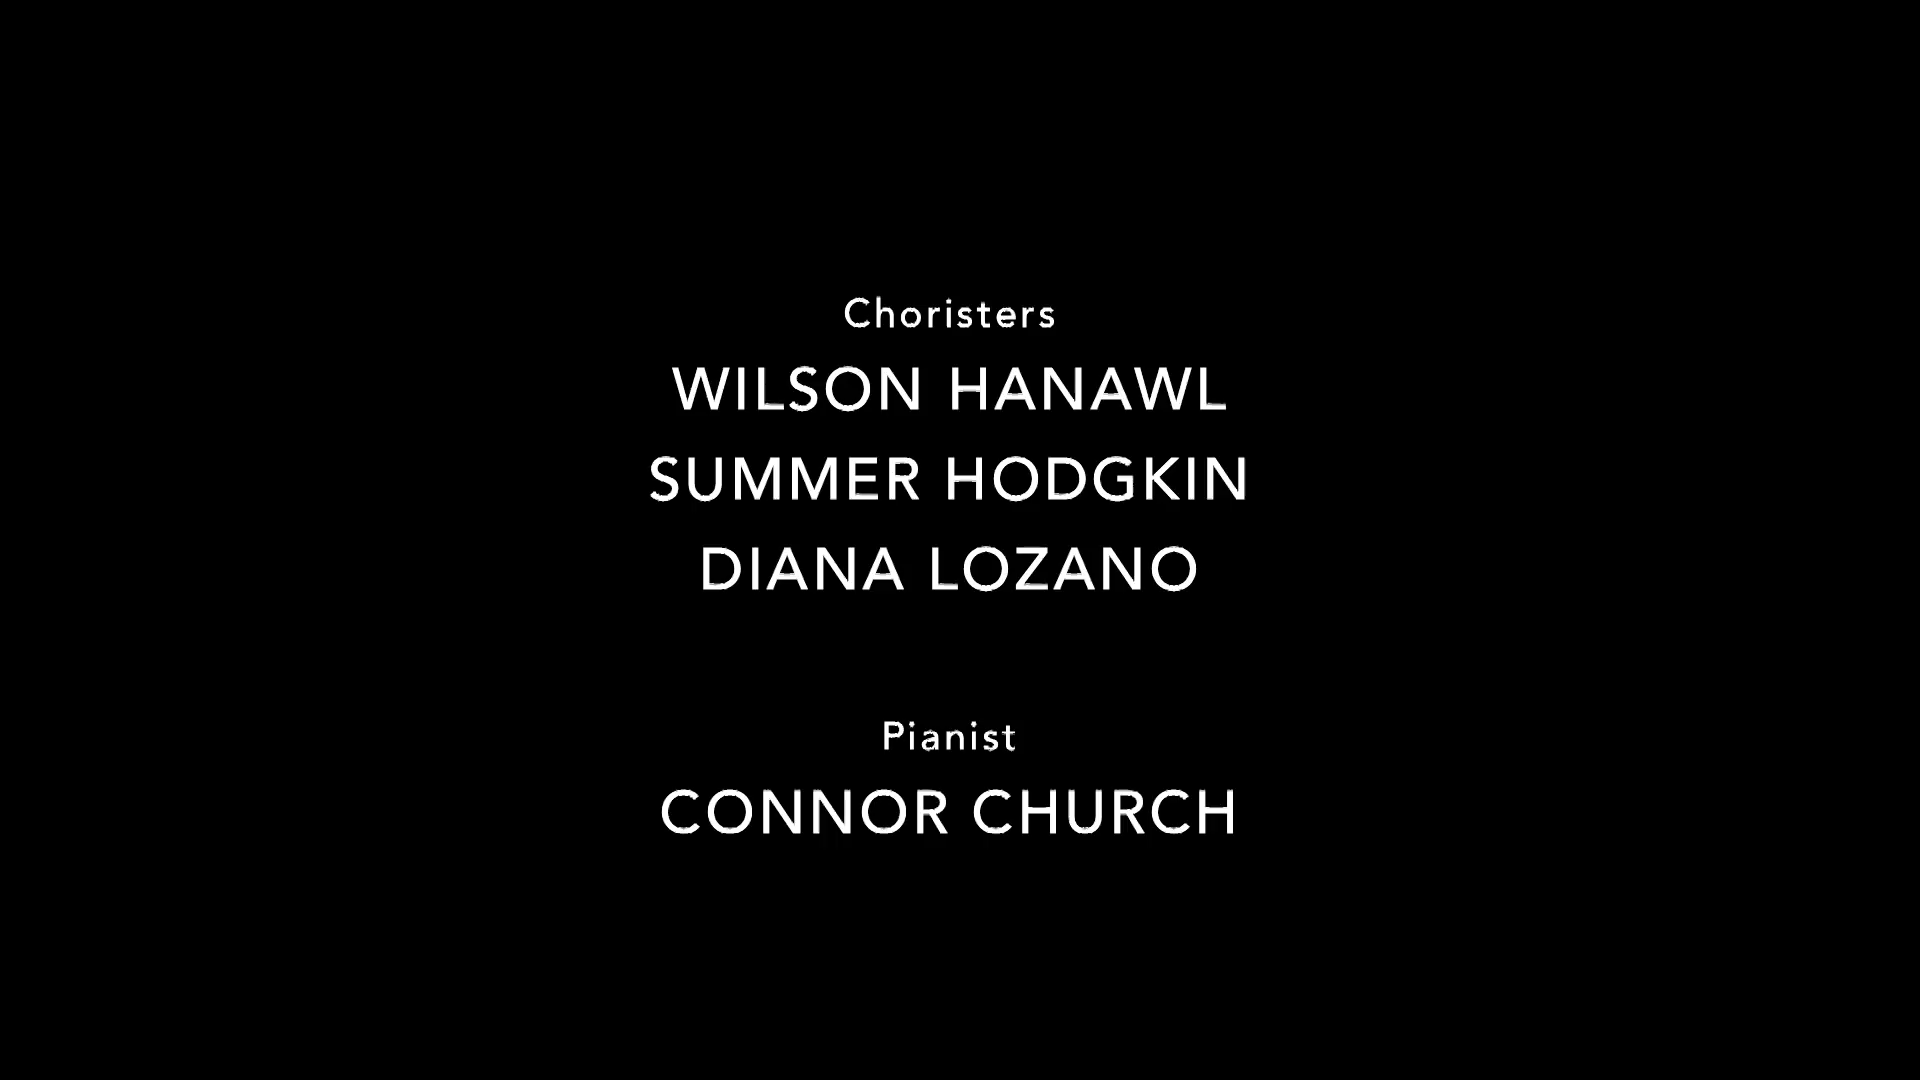 Choristers
WILSON HANAWL
SUMMER HODGKIN
DIANA LOZANO
Pianist
CONNOR CHURCH